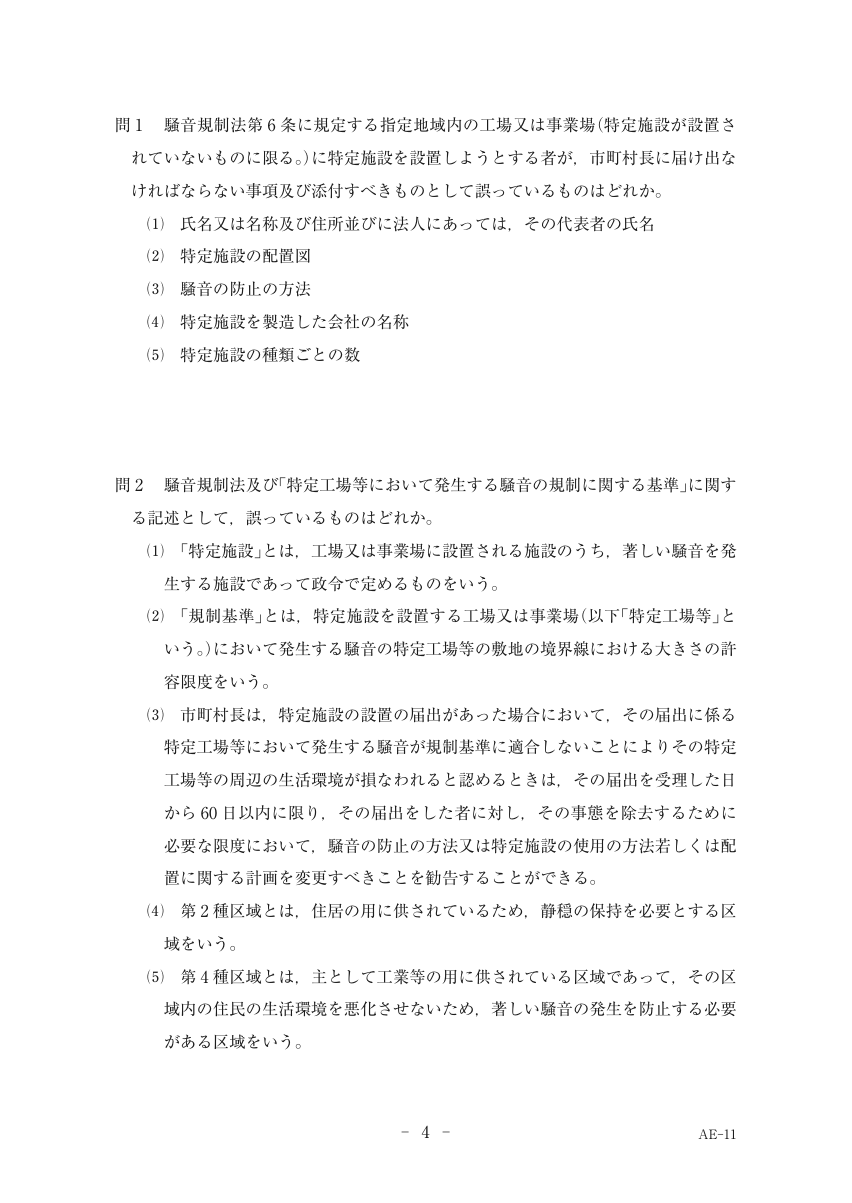 問1　騒音規制法第6条に規定する指定地域内の工場又は事業場(特定施設が設置さ
れていないものに限る。)に特定施設を設置しようとする者が，市町村長に届け出な
ければならない事項及び添付すべきものとして誤っているものはどれか。
⑴　氏名又は名称及び住所並びに法人にあっては，その代表者の氏名
⑵　特定施設の配置図
⑶　騒音の防止の方法
⑷　特定施設を製造した会社の名称
⑸　特定施設の種類ごとの数
問2　騒音規制法及び「特定工場等において発生する騒音の規制に関する基準」に関す
る記述として，誤っているものはどれか。
⑴　「特定施設」とは，工場又は事業場に設置される施設のうち，著しい騒音を発
生する施設であって政令で定めるものをいう。
⑵　「規制基準」とは，特定施設を設置する工場又は事業場(以下「特定工場等」と
いう。)において発生する騒音の特定工場等の敷地の境界線における大きさの許
容限度をいう。
⑶　市町村長は，特定施設の設置の届出があった場合において，その届出に係る
特定工場等において発生する騒音が規制基準に適合しないことによりその特定
工場等の周辺の生活環境が損なわれると認めるときは，その届出を受理した日
から60日以内に限り，その届出をした者に対し，その事態を除去するために
必要な限度において，騒音の防止の方法又は特定施設の使用の方法若しくは配
置に関する計画を変更すべきことを勧告することができる。
⑷　第2種区域とは，住居の用に供されているため，静穏の保持を必要とする区
域をいう。
⑸　第4種区域とは，主として工業等の用に供されている区域であって，その区
域内の住民の生活環境を悪化させないため，著しい騒音の発生を防止する必要
がある区域をいう。
－ 4 －
AE-11